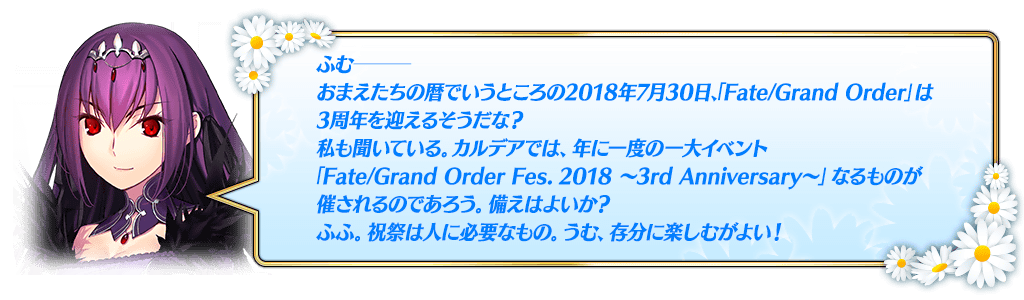 ふむ───
おまえたちの暦でいうところの2018年7月30日、「Fate/Grand Order」は
3周年を迎えるそうだな？
私も聞いている。カルデアでは、年に一度の一大イベント
「Fate/Grand Order Fes. 2018 ～3rd Anniversary～」なるものが
催されるのであろう。備えはよいか？
ふふ。祝祭は人に必要なもの。うむ、存分に楽しむがよい！